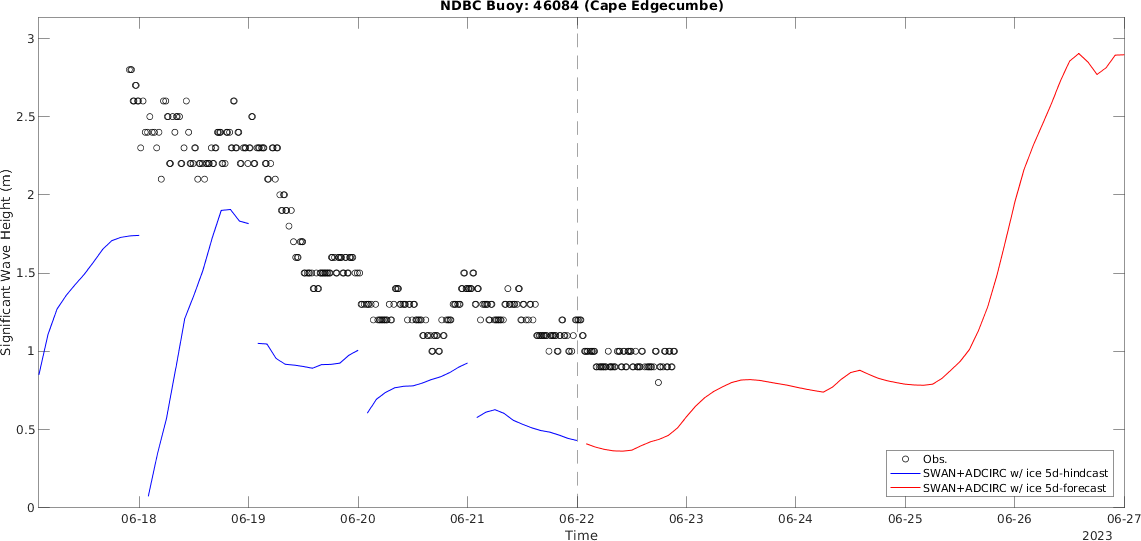 NDBC Buoy: 46084 (Cape Edgecumbe)
Significant Wave Height (m)
3
2.5
2
1.5
1
0.5
0
Obs.
SWAN+ADCIRC w/ ice 5d-hindcast
SWAN+ADCIRC w/ ice 5d-forecast
06-18 06-19 06-20 06-21 06-22 06-23 06-24 06-25 06-26 06-27
Time
2023